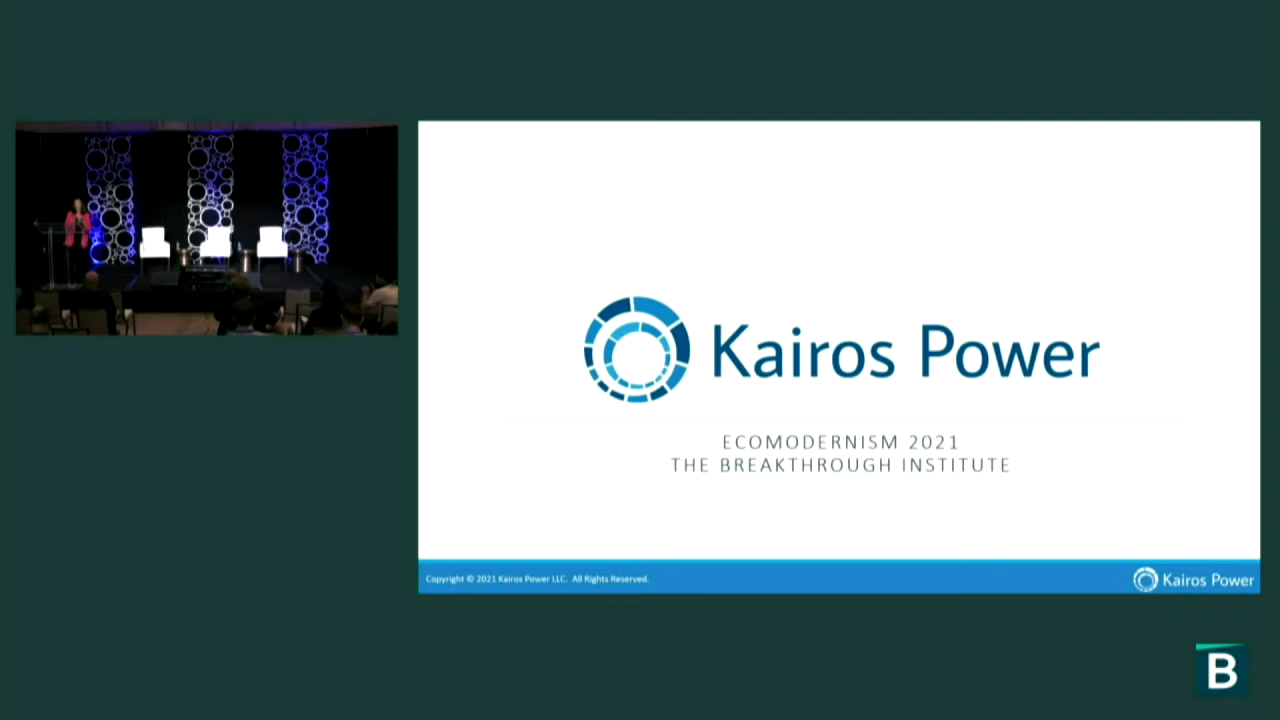 Kairos Power
ECOMODERNISM 2021
THE BREAKTHROUGH INSTITUTE
Copyright © 2021 Kairos Power LLC. All Rights Reserved.
Kairos Power
B